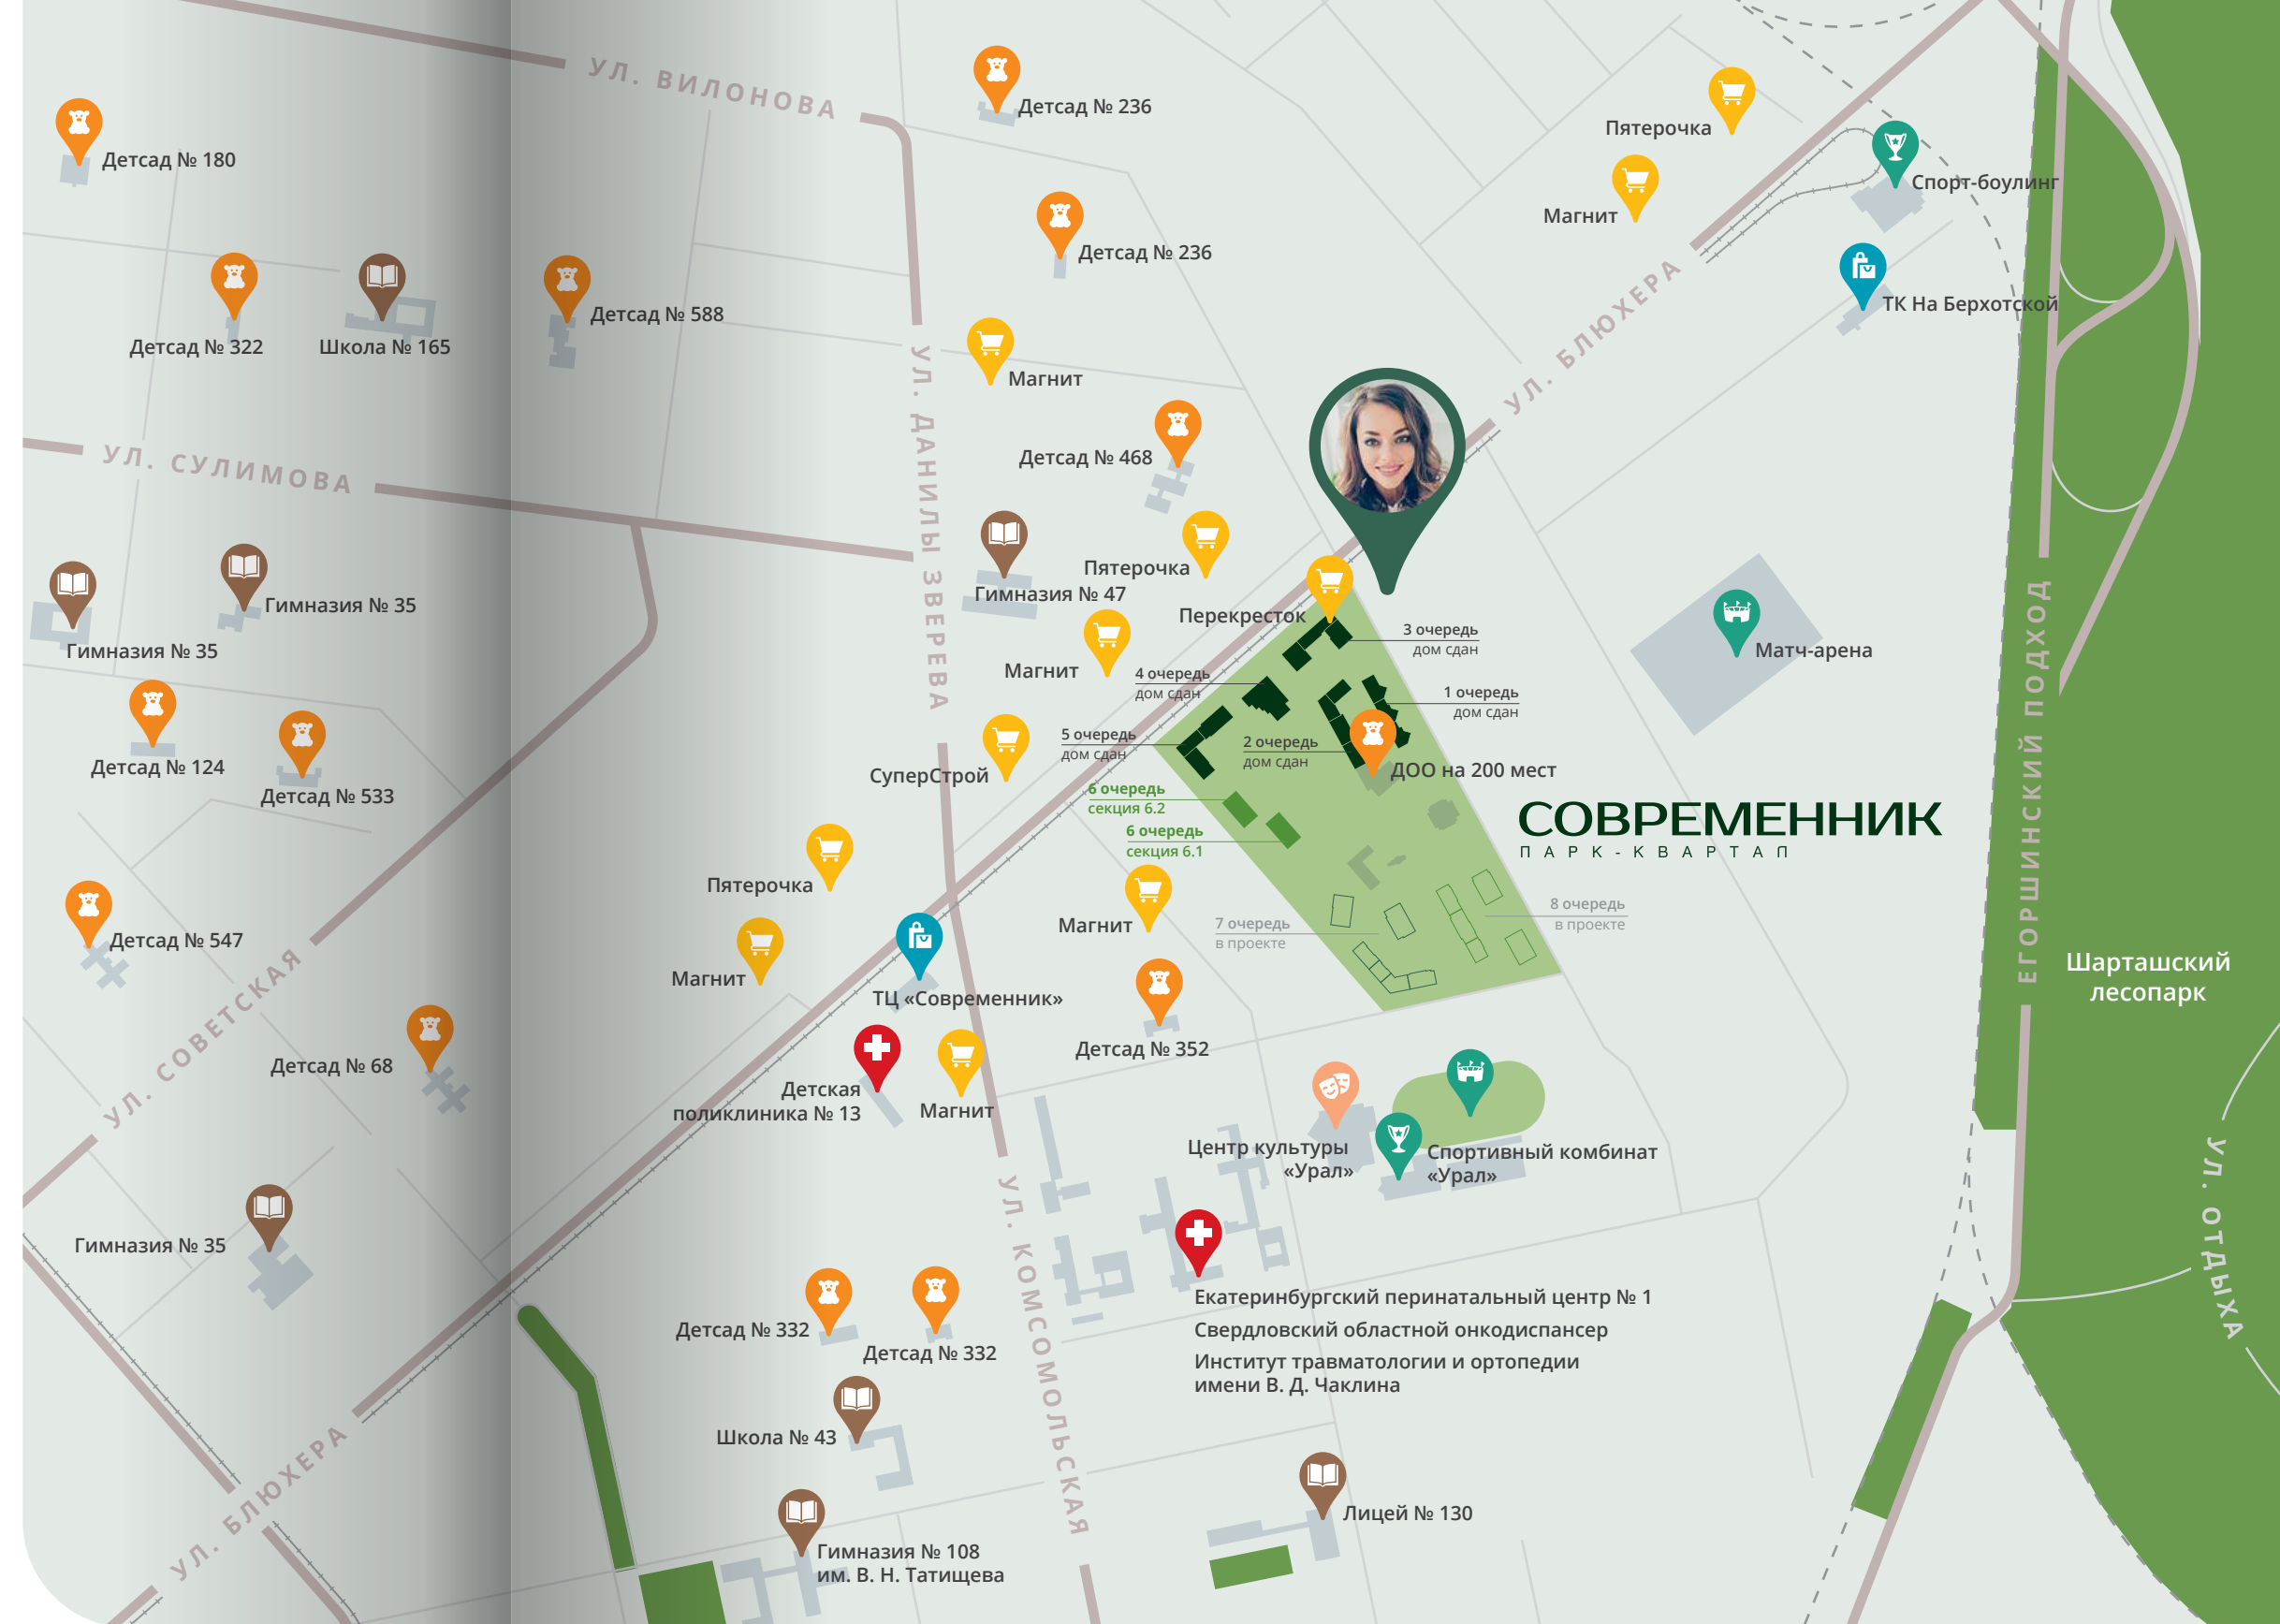 УЛ. ВИЛОНОВА
Детсад № 236
Пятерочка
Детсад № 180
Спорт-боулинг
Магнит
Детсад № 236
ТК На Берхотской
Детсад № 588
Детсад № 322
Школа № 165
УЛ. БЛЮХЕРА
Магнит
УЛ. ДАНИЛЫ ЗВЕРЕВА
Детсад № 468
УЛ. СУЛИМОВА
Пятерочка
Гимназия № 47
Гимназия № 35
Перекресток
Гимназия № 35
3 очередь
дом сдан
Матч-арена
Магнит
4 очередь
дом сдан
1 очередь
дом сдан
5 очередь
дом сдан
2 очередь
дом сдан
Детсад № 124
ДОО на 200 мест
СуперСтрой
Детсад № 533
6 очередь
секция 6.2
6 очередь
секция 6.1
СОВРЕМЕННИК
ПАРК-КВАРТАЛ
ЕГОРШИНСКИЙ ПОДХОД
Пятерочка
8 очередь
в проекте
7 очередь
в проекте
Магнит
Детсад № 547
Шарташский
лесопарк
Магнит
ТЦ «Современник»
УЛ. СОВЕТСКАЯ
Детсад № 352
Детсад № 68
Детская
поликлиника № 13
Магнит
Центр культуры
«Урал»
Спортивный комбинат
«Урал»
УЛ. ОТДЫХА
Гимназия № 35
УЛ. КОМСОМОЛЬСКАЯ
Екатеринбургский перинатальный центр № 1
Свердловский областной онкодиспансер
Институт травматологии и ортопедии
имени В. Д. Чаклина
Детсад № 332
Детсад № 332
Школа № 43
УЛ. БЛЮХЕРА
Лицей № 130
Гимназия № 108
им. В. Н. Татищева